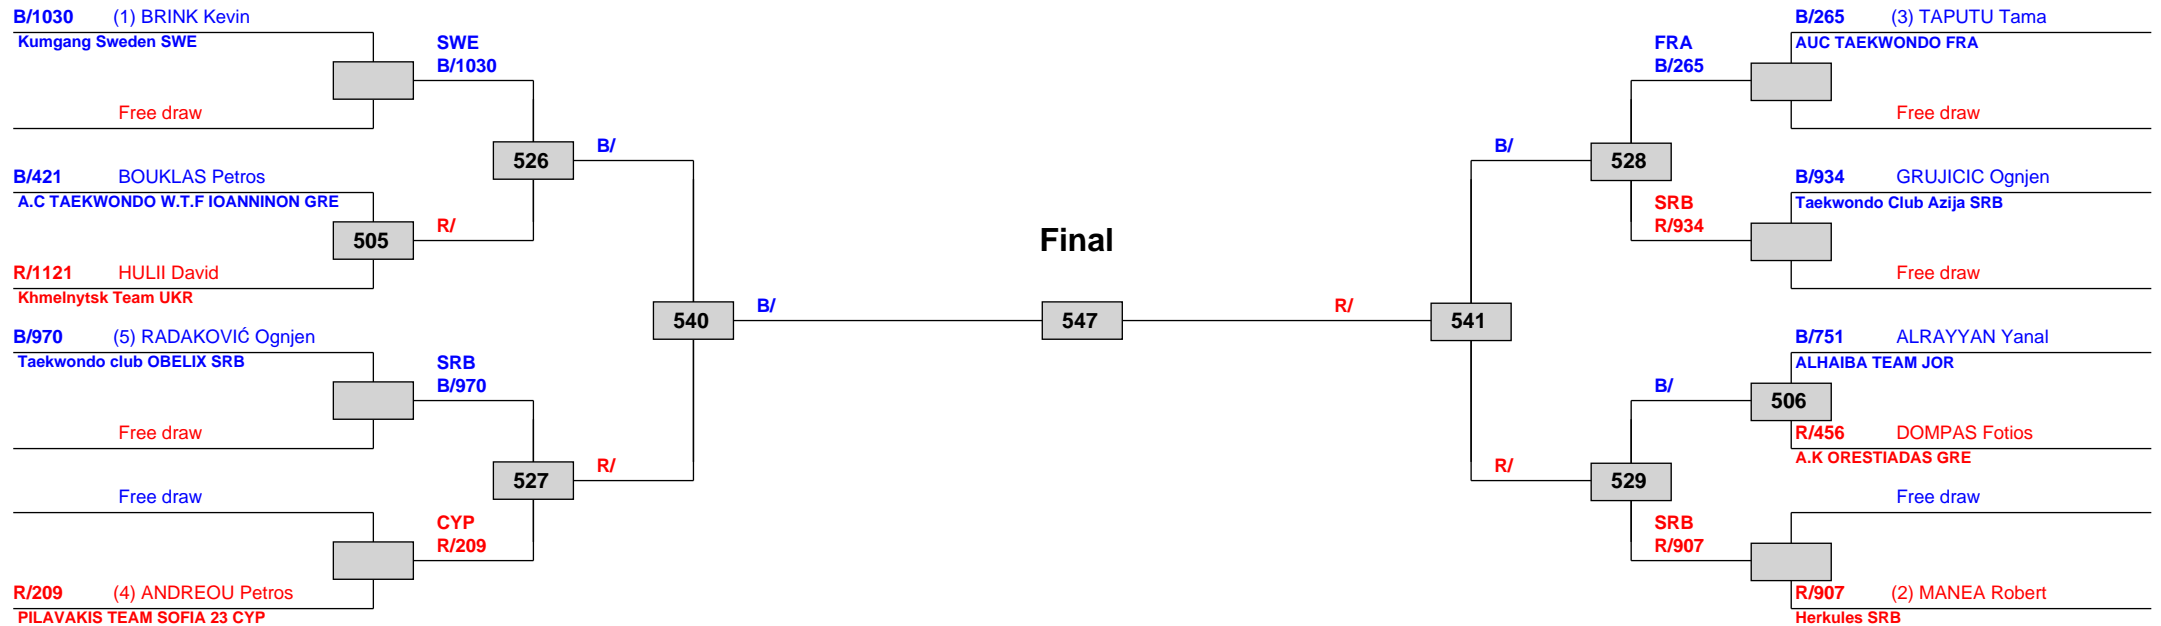 B/1030 (1) BRINK Kevin
Kumgang Sweden SWE
Free draw
B/421 BOUKLAS Petros
A.C TAEKWONDO W.T.F IOANNINON GRE
505
R/1121 HULII David
Khmelnytsk Team UKR
B/970 (5) RADAKOVIĆ Ognjen
Taekwondo club OBELIX SRB
Free draw
Free draw
R/209 (4) ANDREOU Petros
PILAVAKIS TEAM SOFIA 23 CYP
SWE
B/1030
526
R/
SRB
B/970
527
CYP
R/209
B/
540
R/
B/
Final
547
R/
B/
541
R/
FRA
B/265
528
SRB
R/934
B/
529
SRB
R/907
B/265 (3) TAPUTU Tama
AUC TAEKWONDO FRA
Free draw
B/934 GRUJICIC Ognjen
Taekwondo Club Azija SRB
Free draw
B/751 ALRAYYAN Yanal
ALHAIBA TEAM JOR
506
R/456 DOMPAS Fotios
A.K ORESTIADAS GRE
Free draw
R/907 (2) MANEA Robert
Herkules SRB